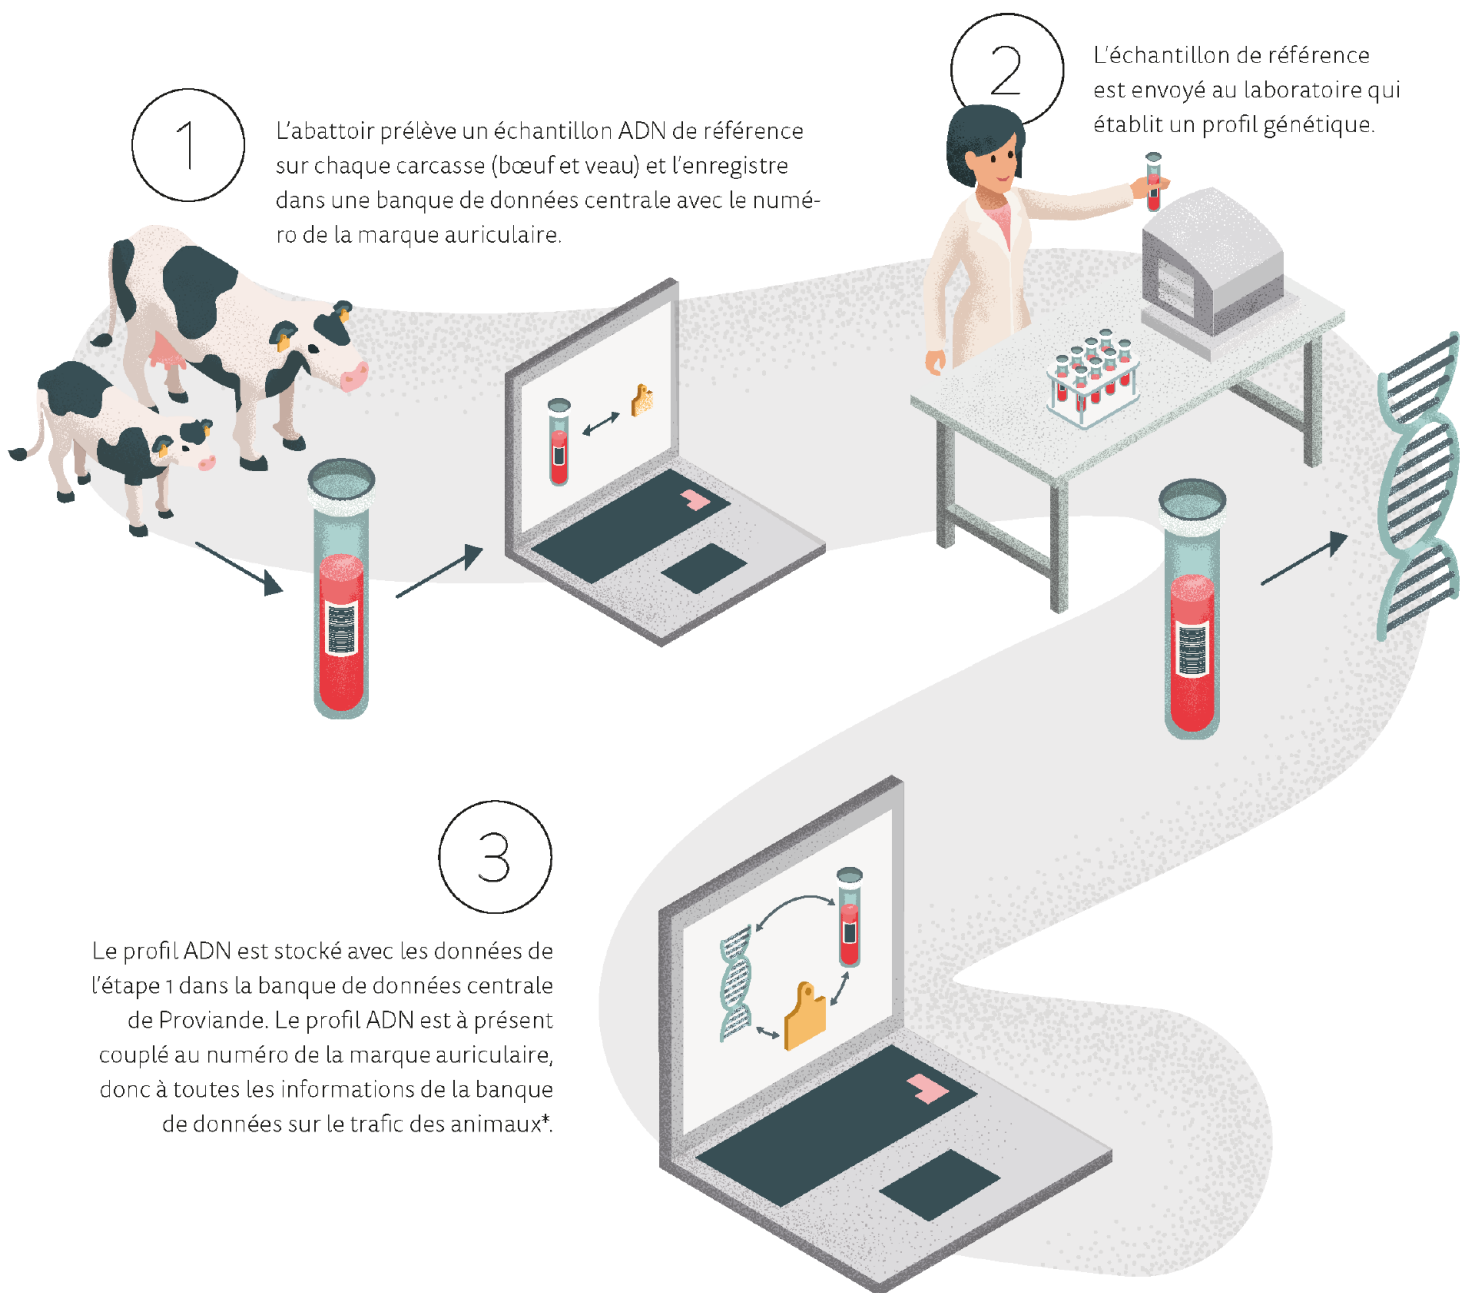 1
L'abattoir prélève un échantillon ADN de référence
sur chaque carcasse (bœuf et veau) et l'enregistre
dans une banque de données centrale avec le numé-
ro de la marque auriculaire.
2
L'échantillon de référence
est envoyé au laboratoire qui
établit un profil génétique.
3
Le profil ADN est stocké avec les données de
l'étape 1 dans la banque de données centrale
de Proviande. Le profil ADN est à présent
couplé au numéro de la marque auriculaire,
donc à toutes les informations de la banque
de données sur le trafic des animaux*.